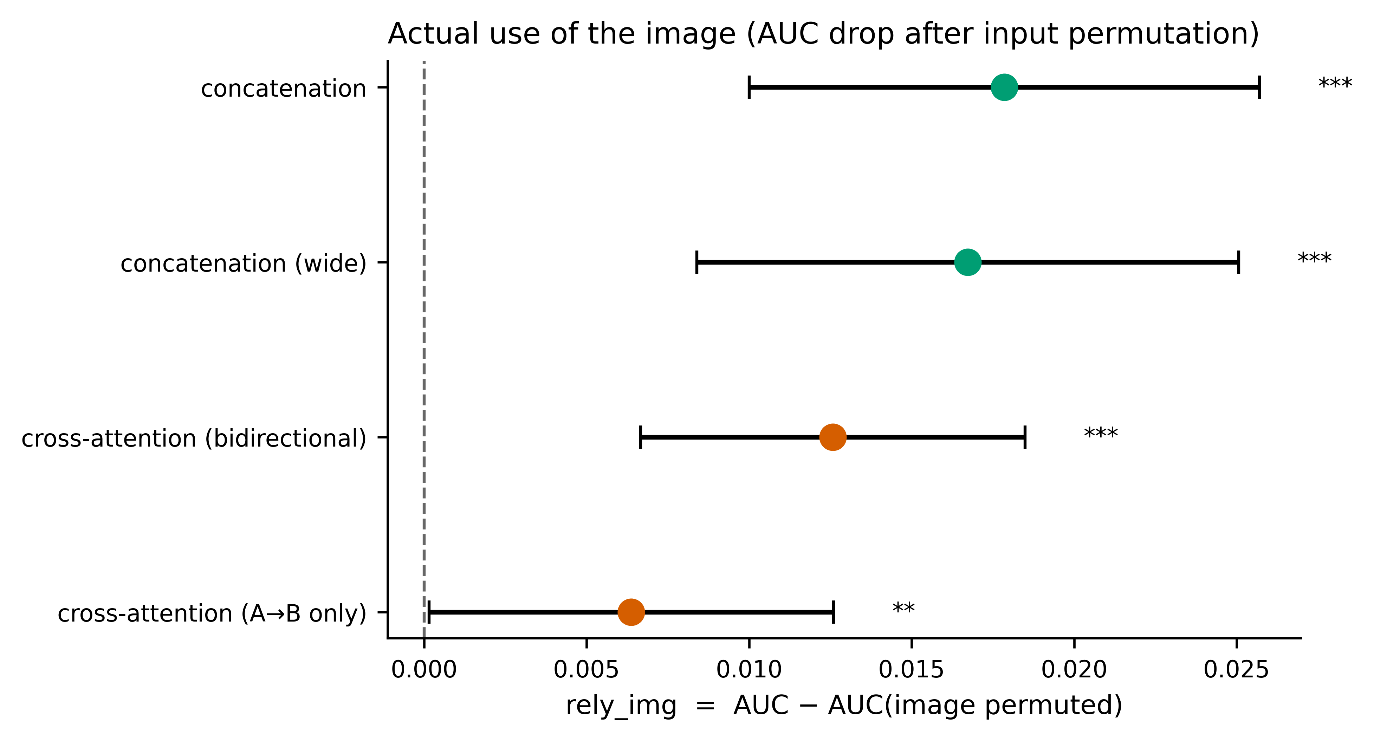 Actual use of the image (AUC drop after input permutation)
concatenation
***
concatenation (wide)
***
cross-attention (bidirectional)
***
cross-attention (A→B only)
**
0.000 0.005 0.010 0.015 0.020 0.025
rely_img = AUC − AUC(image permuted)